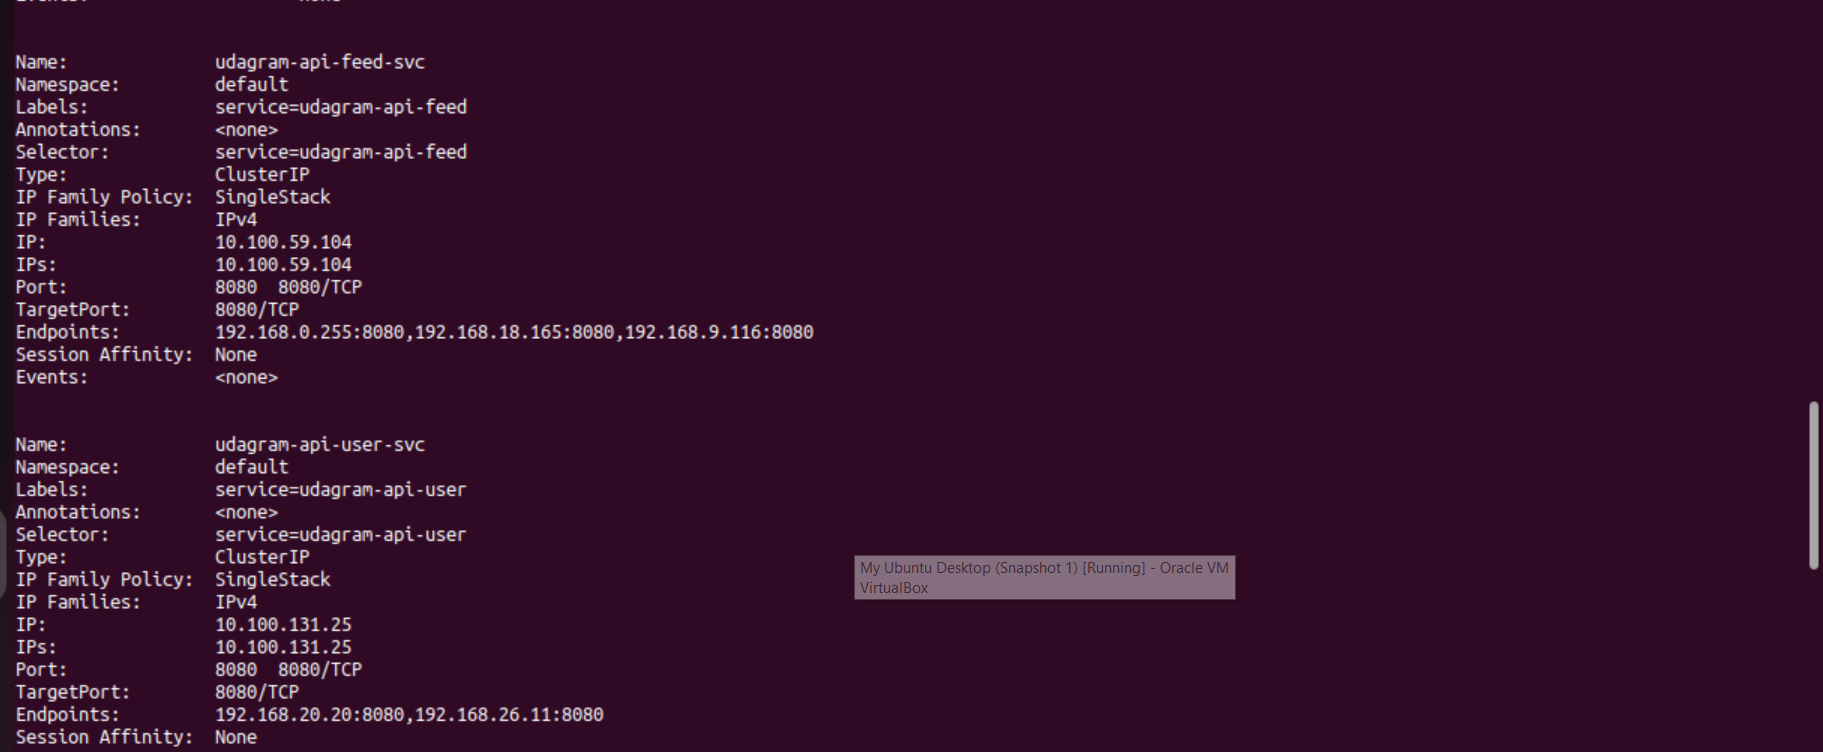 Name:              udagram-api-feed-svc
Namespace:         default
Labels:            service=udagram-api-feed
Annotations:       <none>
Selector:          service=udagram-api-feed
Type:              ClusterIP
IP Family Policy:  SingleStack
IP Families:       IPv4
IP:                10.100.59.104
IPs:               10.100.59.104
Port:              8080  8080/TCP
TargetPort:        8080/TCP
Endpoints:         192.168.0.255:8080,192.168.18.165:8080,192.168.9.116:8080
Session Affinity:  None
Events:            <none>
Name:              udagram-api-user-svc
Namespace:         default
Labels:            service=udagram-api-user
Annotations:       <none>
Selector:          service=udagram-api-user
Type:              ClusterIP
IP Family Policy:  SingleStack
IP Families:       IPv4
IP:                10.100.131.25
IPs:               10.100.131.25
Port:              8080  8080/TCP
TargetPort:        8080/TCP
Endpoints:         192.168.20.20:8080,192.168.26.11:8080
Session Affinity:  None
My Ubuntu Desktop (Snapshot 1) [Running] - Oracle VM
VirtualBox